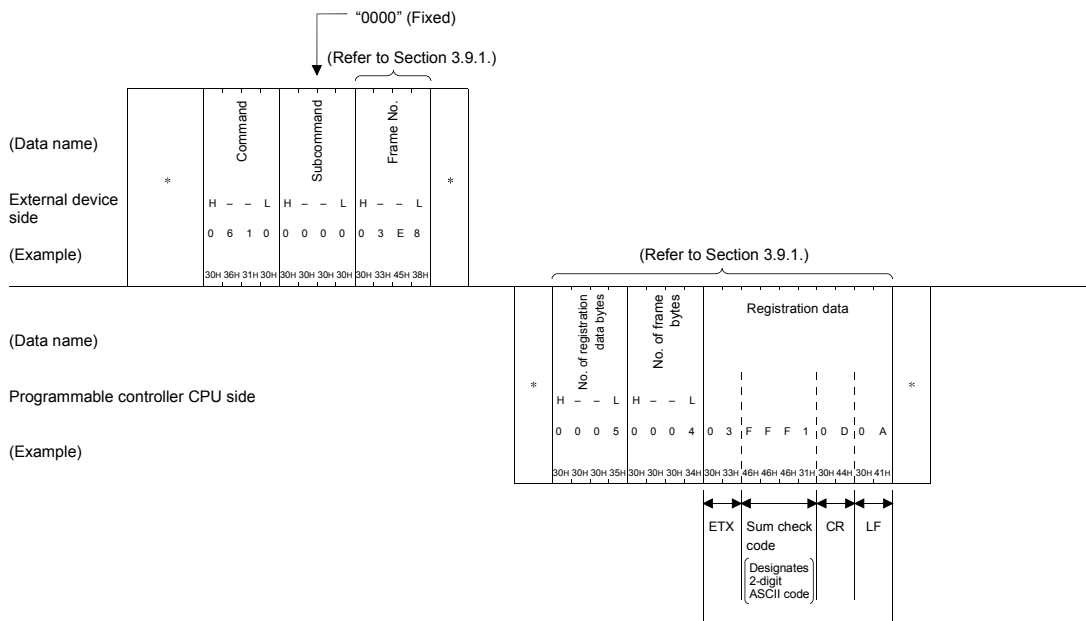 "0000" (Fixed)
(Refer to Section 3.9.1.)
(Data name)
External device
side
(Example)
*
Command
H – – L
0 6 1 0
30H 36H 31H 30H
Subcommand
H – – L
0 0 0 0
30H 30H 30H 30H
Frame No.
H – – L
0 3 E 8
30H 33H 45H 38H
*
(Refer to Section 3.9.1.)
(Data name)
Programmable controller CPU side
(Example)
*
No. of registration
data bytes
H – – L
0 0 0 5
30H 30H 30H 35H
No. of frame
bytes
H – – L
0 0 0 4
30H 30H 30H 34H
Registration data
0 3 F F F 1 0 D 0 A
30H 33H 46H 46H 46H 31H 30H 44H 30H 41H
*
ETX
Sum check
code
Designates
2-digit
ASCII code
CR
LF